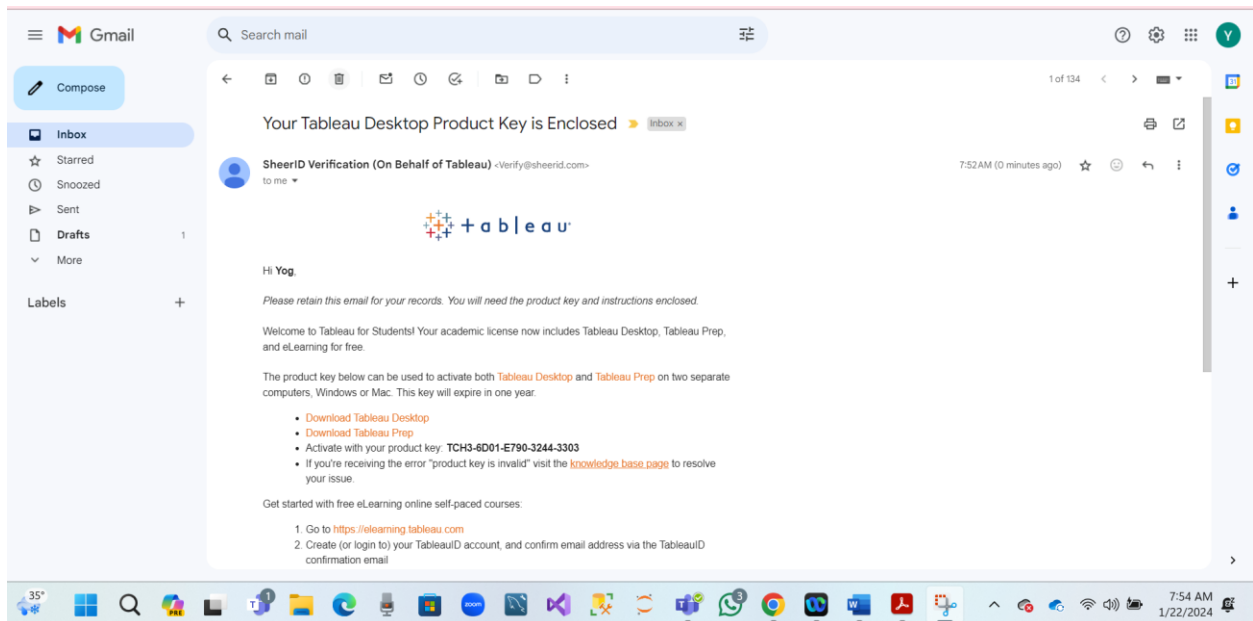 Gmail
Search mail
Y
Compose
1 of 134
Inbox
Starred
Snoozed
Sent
Drafts 1
More
Labels
Your Tableau Desktop Product Key is Enclosed Inbox x
SheerID Verification (On Behalf of Tableau) <Verify@sheerid.com> 7:52 AM (0 minutes ago)
to me
+ a b | e a u
Hi Yog,
Please retain this email for your records. You will need the product key and instructions enclosed.
Welcome to Tableau for Students! Your academic license now includes Tableau Desktop, Tableau Prep,
and eLearning for free.
The product key below can be used to activate both Tableau Desktop and Tableau Prep on two separate
computers, Windows or Mac. This key will expire in one year.
• Download Tableau Desktop
• Download Tableau Prep
• Activate with your product key: TCH3-6D01-E790-3244-3303
• If you're receiving the error "product key is invalid" visit the knowledge base page to resolve
your issue.
Get started with free eLearning online self-paced courses:
1. Go to https://elearning.tableau.com
2. Create (or login to) your TableauID account, and confirm email address via the TableauID
confirmation email
35°
PRE
1
zoom
3
7:54 AM
1/22/2024